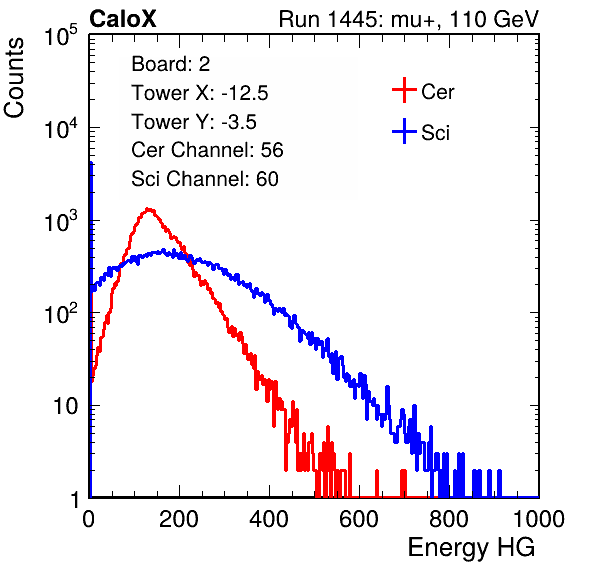 CaloX Run 1445: mu+, 110 GeV
Counts
Board: 2
Tower X: -12.5
Tower Y: -3.5
Cer Channel: 56
Sci Channel: 60
Cer
Sci
10^5
10^4
10^3
10^2
10
1
0 200 400 600 800 1000
Energy HG